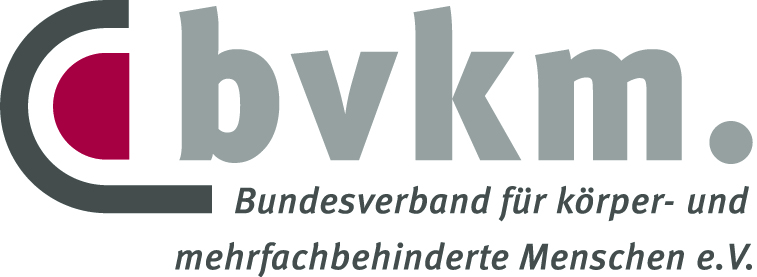 bvkm.
Bundesverband für körper- und
mehrfachbehinderte Menschen e.V.